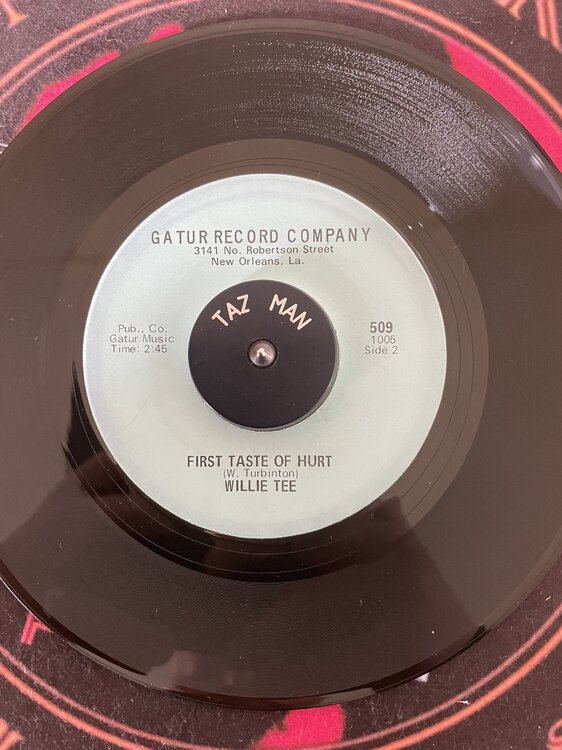 GATUR RECORD COMPANY
3141 No. Robertson Street
New Orleans, La.
TAZ MAN
Pub., Co.
Gatur Music
Time: 2:45
509
1005
Side 2
FIRST TASTE OF HURT
(W. Turbinton)
WILLIE TEE